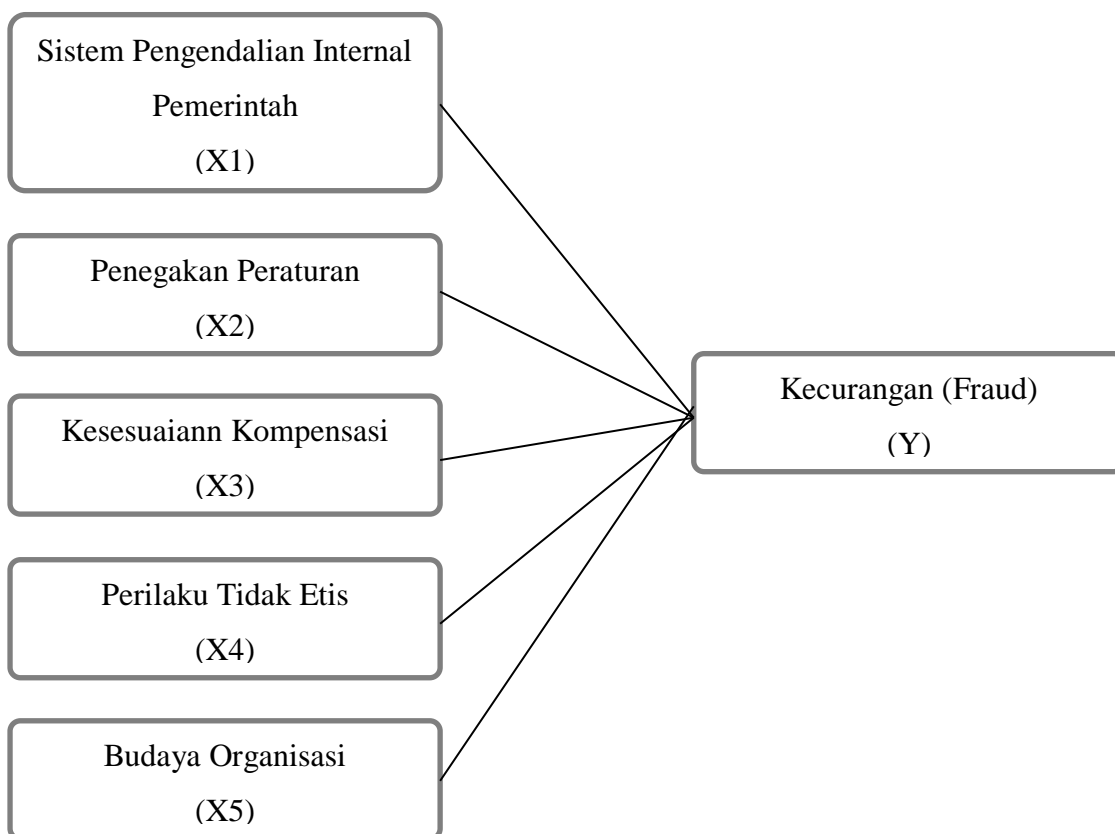 Sistem Pengendalian Internal
Pemerintah
(X1)
Penegakan Peraturan
(X2)
Kesesuaiann Kompensasi
(X3)
Perilaku Tidak Etis
(X4)
Budaya Organisasi
(X5)
Kecurangan (Fraud)
(Y)